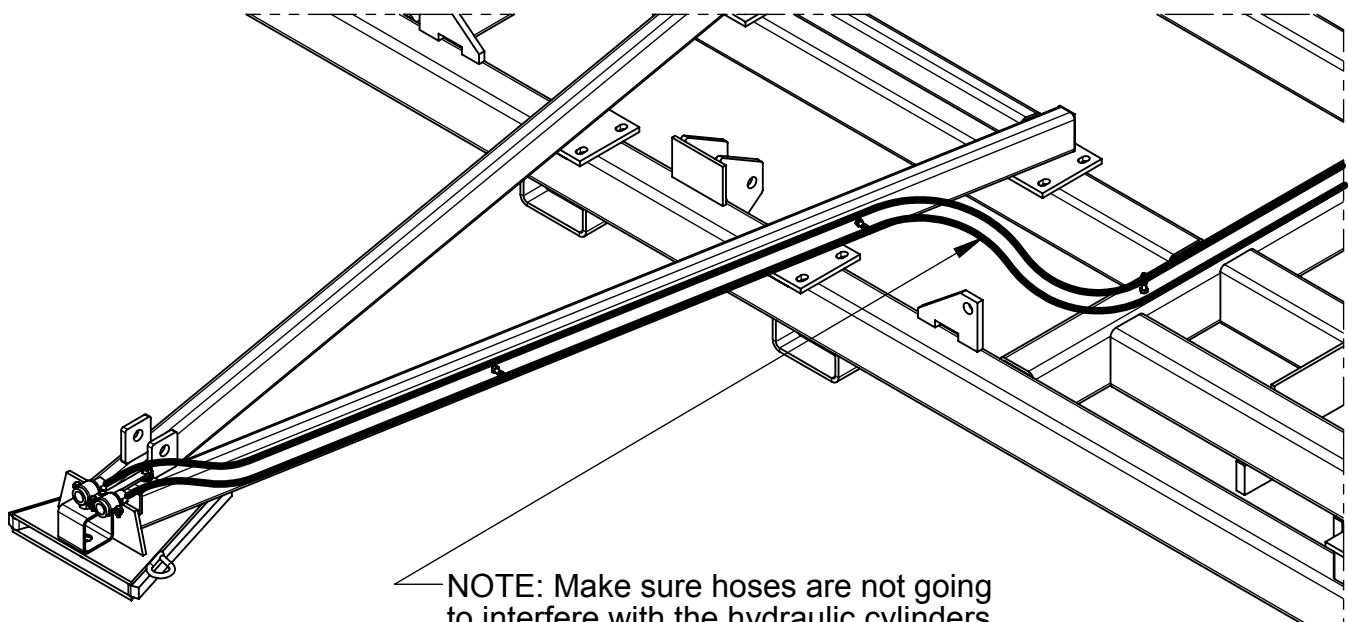 NOTE: Make sure hoses are not going
to interfere with the hydraulic cylinders